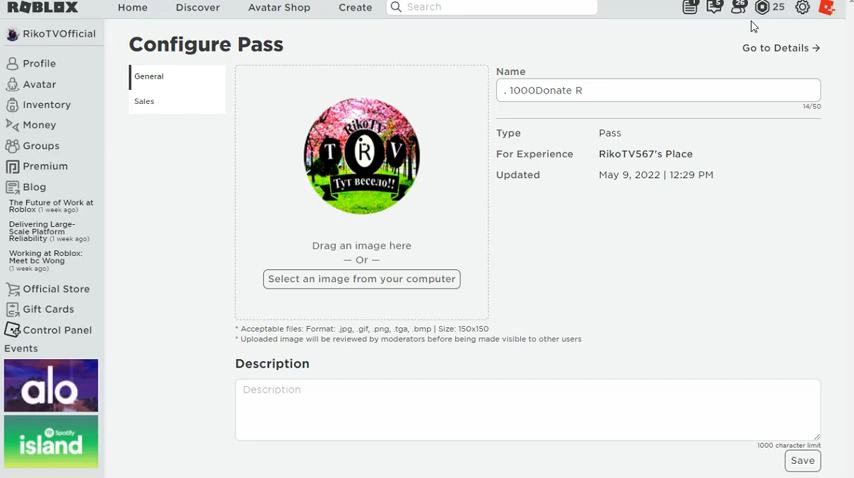 ROBLOX
Home
Discover
Avatar Shop
Create
Search
1
5
26
25
RikoTVOfficial
Profile
Avatar
Inventory
Money
Groups
Premium
Blog
The Future of Work at
Roblox (1 week ago)
Delivering Large-
Scale Platform
Reliability (1 week ago)
Working at Roblox:
Meet bc Wong
(1 week ago)
Official Store
Gift Cards
Control Panel
Events
alo
Spotify
island
Configure Pass
Go to Details →
General
Sales
RikoTV
T R V
Тут весело!!
Drag an image here
— Or —
Select an image from your computer
* Acceptable files: Format: .jpg, .gif, .png, .tga, .bmp | Size: 150x150
* Uploaded image will be reviewed by moderators before being made visible to other users
Name
. 1000Donate R
14/50
Type Pass
For Experience RikoTV567's Place
Updated May 9, 2022 | 12:29 PM
Description
Description
1000 character limit
Save